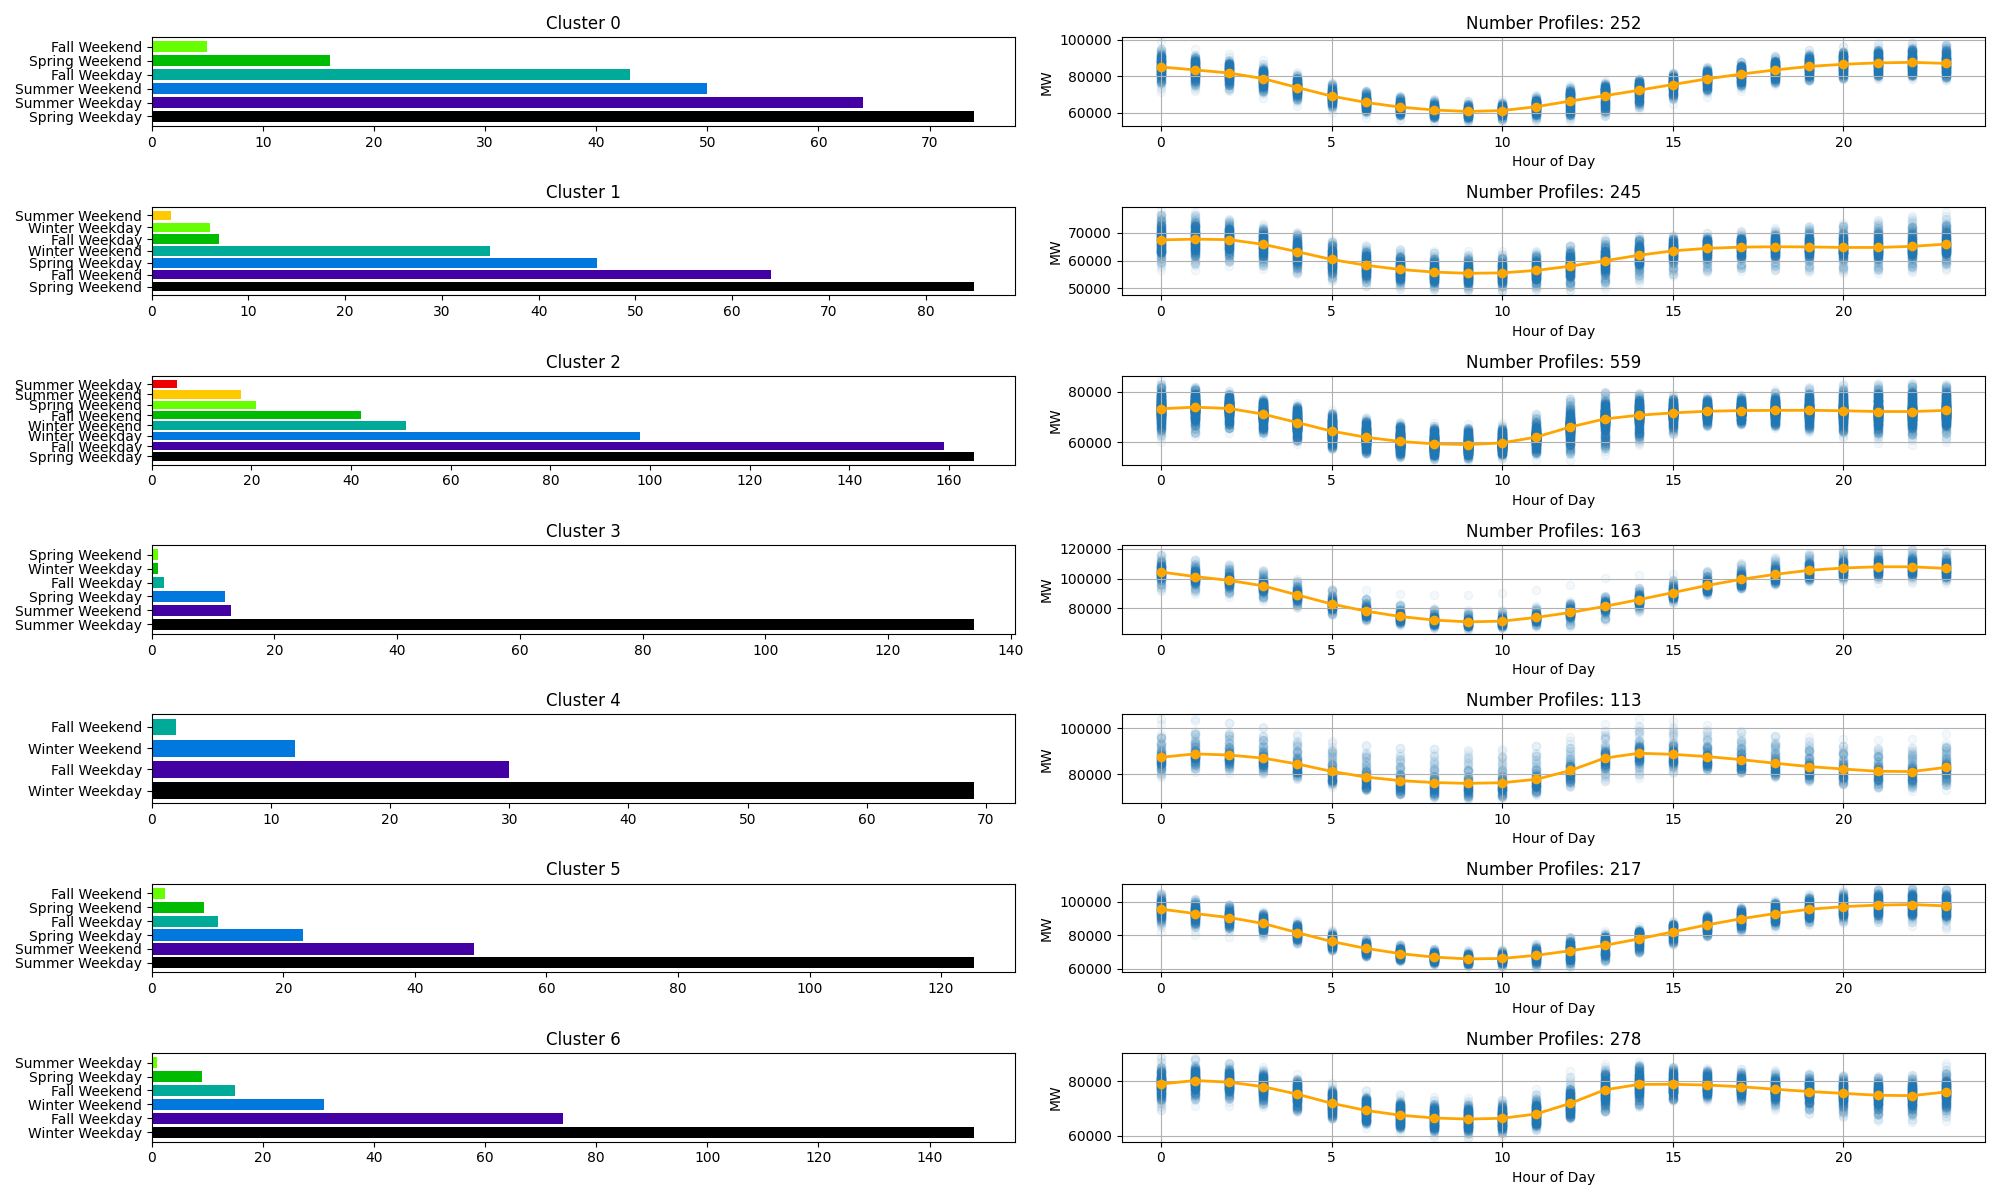 Cluster 0
Fall Weekend
Spring Weekend
Fall Weekday
Summer Weekend
Summer Weekday
Spring Weekday
0 10 20 30 40 50 60 70
Number Profiles: 252
MW
100000
80000
60000
0 5 10 15 20
Hour of Day
Cluster 1
Summer Weekend
Winter Weekday
Fall Weekday
Winter Weekend
Spring Weekday
Fall Weekend
Spring Weekend
0 10 20 30 40 50 60 70 80
Number Profiles: 245
MW
70000
60000
50000
0 5 10 15 20
Hour of Day
Cluster 2
Summer Weekday
Summer Weekend
Spring Weekend
Fall Weekend
Winter Weekend
Winter Weekday
Fall Weekday
Spring Weekday
0 20 40 60 80 100 120 140 160
Number Profiles: 559
MW
80000
60000
0 5 10 15 20
Hour of Day
Cluster 3
Spring Weekend
Winter Weekday
Fall Weekday
Spring Weekday
Summer Weekend
Summer Weekday
0 20 40 60 80 100 120 140
Number Profiles: 163
MW
120000
100000
80000
0 5 10 15 20
Hour of Day
Cluster 4
Fall Weekend
Winter Weekend
Fall Weekday
Winter Weekday
0 10 20 30 40 50 60 70
Number Profiles: 113
MW
100000
80000
0 5 10 15 20
Hour of Day
Cluster 5
Fall Weekend
Spring Weekend
Fall Weekday
Spring Weekday
Summer Weekend
Summer Weekday
0 20 40 60 80 100 120
Number Profiles: 217
MW
100000
80000
60000
0 5 10 15 20
Hour of Day
Cluster 6
Summer Weekday
Spring Weekday
Fall Weekend
Winter Weekend
Fall Weekday
Winter Weekday
0 20 40 60 80 100 120 140
Number Profiles: 278
MW
80000
60000
0 5 10 15 20
Hour of Day